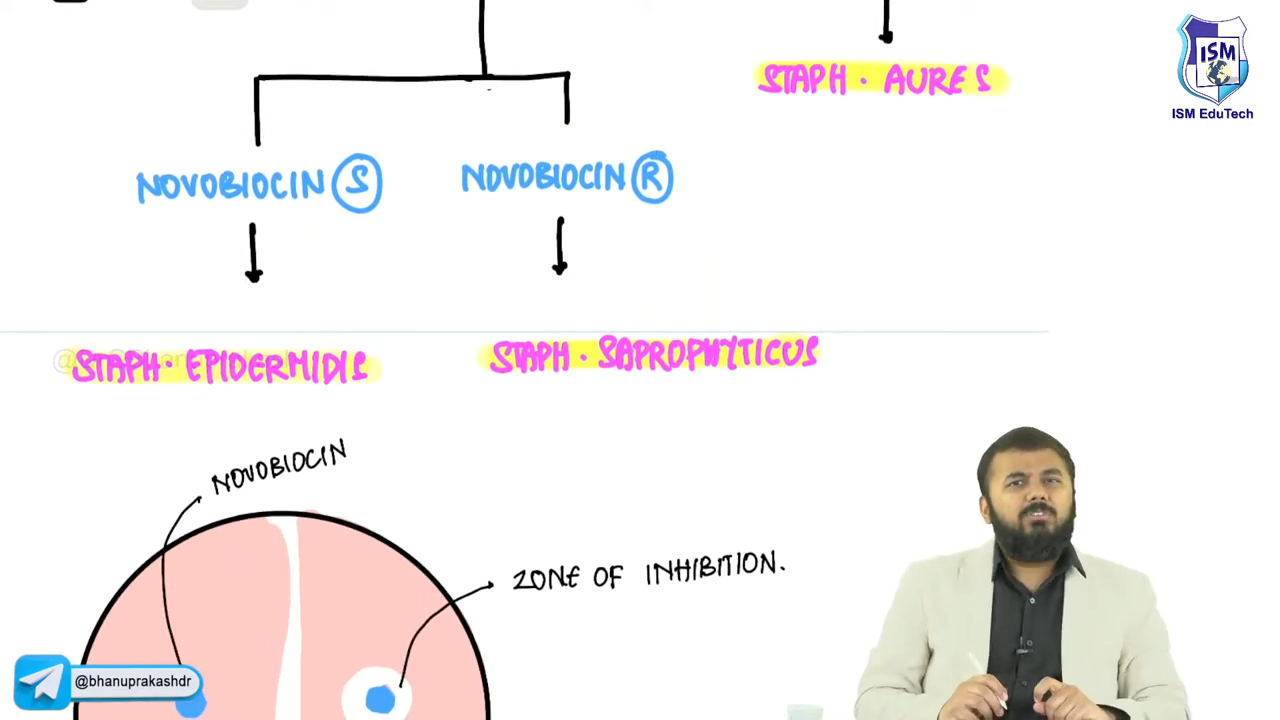 ISM
ISM EduTech
STAPH. AURES
NOVOBIOCIN S
NOVOBIOCIN R
STAPH. EPIDERMIDIS
STAPH. SAPROPHYTICUS
NOVOBIOCIN
ZONE OF INHIBITION.
@bhanuprakashdr